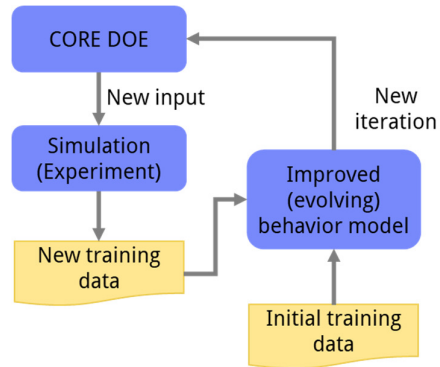 CORE DOE
New input
New
iteration
Simulation
(Experiment)
Improved
(evolving)
behavior model
New training
data
Initial training
data